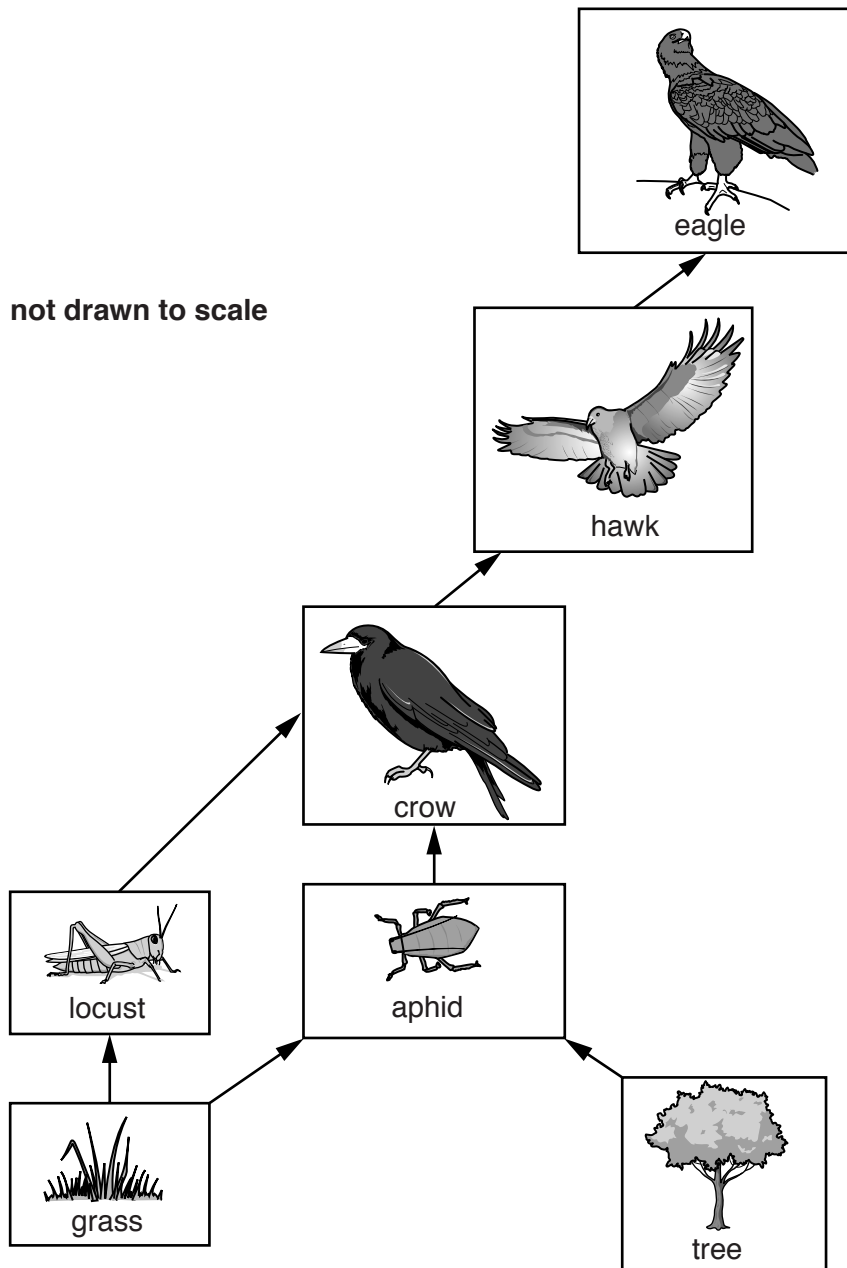 eagle
not drawn to scale
hawk
crow
locust
aphid
grass
tree